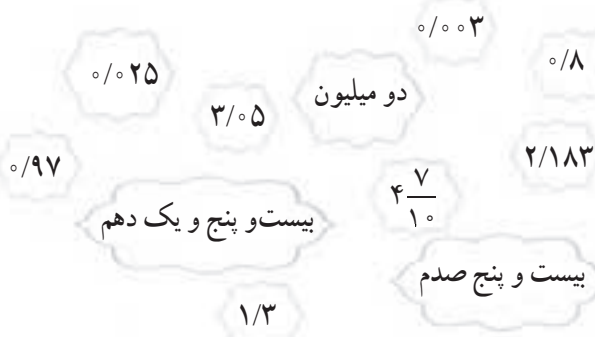 ۰/۰۰۳
۰/۸
۰/۰۲۵
دو میلیون
۳/۰۵
۲/۱۸۳
۰/۹۷
۴ ۷/۱۰
بیست و پنج و یک دهم
بیست و پنج صدم
۱/۳